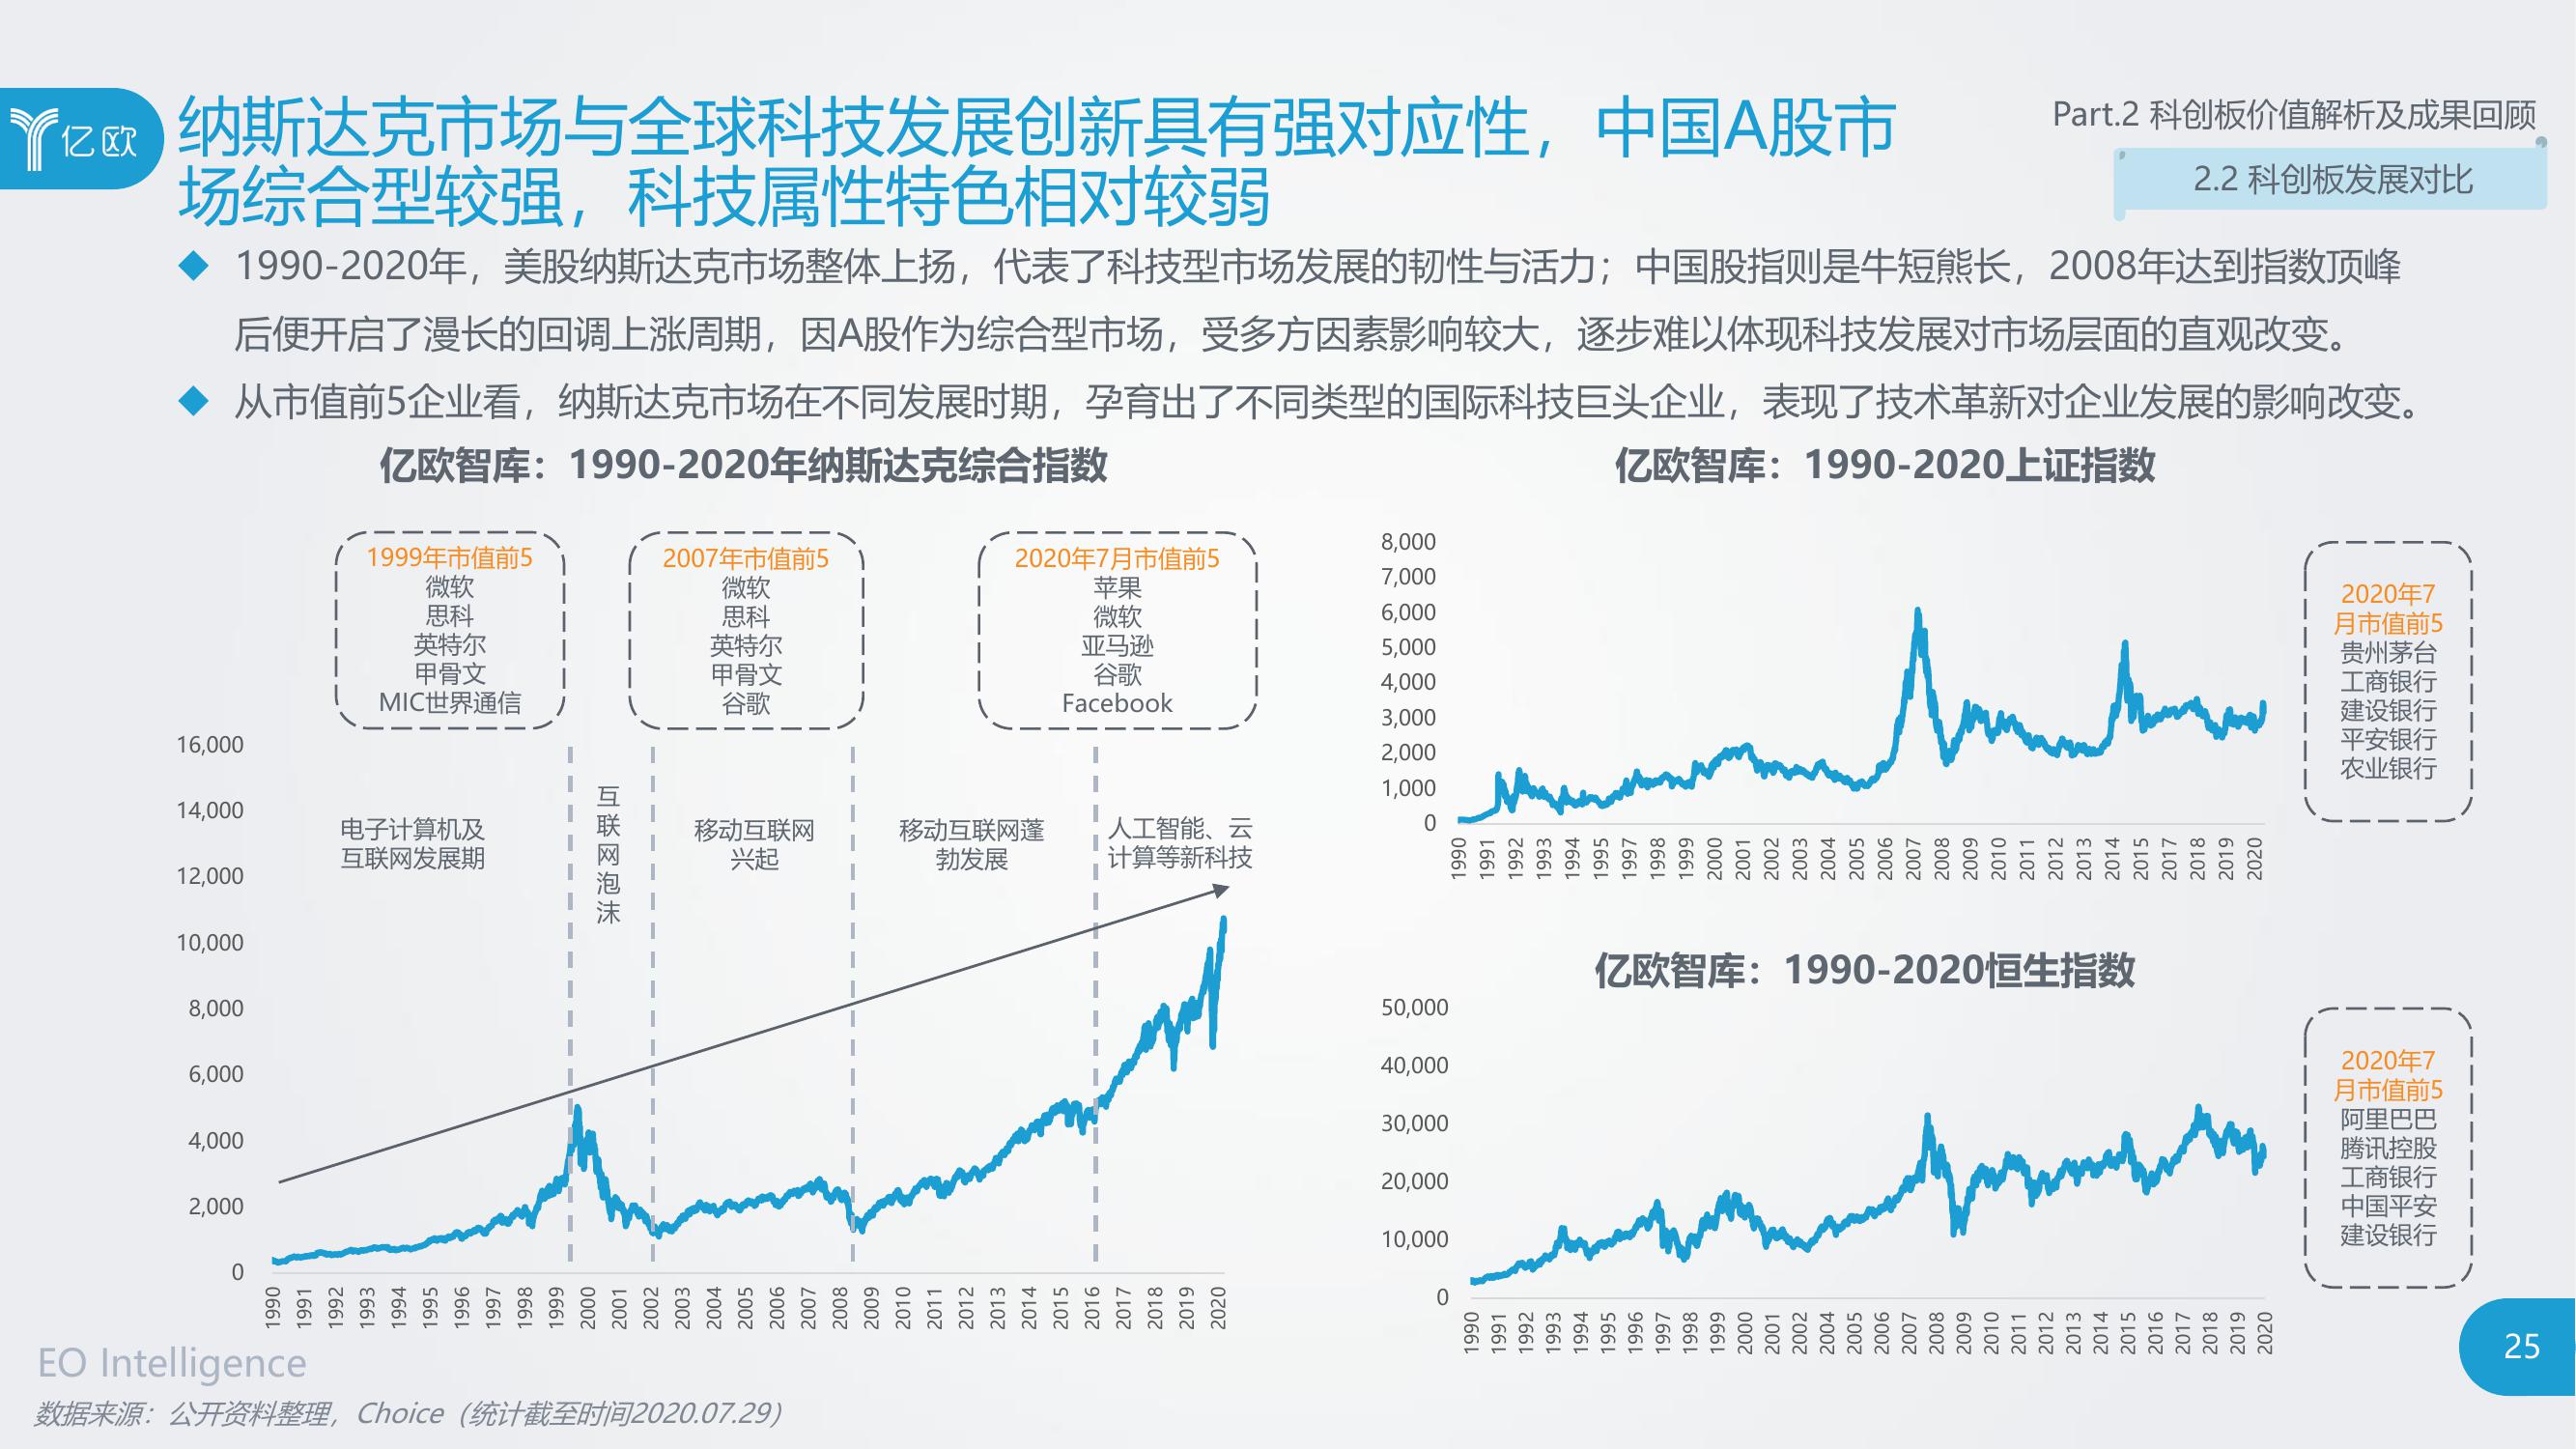 亿欧
纳斯达克市场与全球科技发展创新具有强对应性，中国A股市
场综合型较强，科技属性特色相对较弱
Part.2 科创板价值解析及成果回顾
2.2 科创板发展对比
1990-2020年，美股纳斯达克市场整体上扬，代表了科技型市场发展的韧性与活力；中国股指则是牛短熊长，2008年达到指数顶峰
后便开启了漫长的回调上涨周期，因A股作为综合型市场，受多方因素影响较大，逐步难以体现科技发展对市场层面的直观改变。
从市值前5企业看，纳斯达克市场在不同发展时期，孕育出了不同类型的国际科技巨头企业，表现了技术革新对企业发展的影响改变。
亿欧智库：1990-2020年纳斯达克综合指数
1999年市值前5
微软
思科
英特尔
甲骨文
MIC世界通信
2007年市值前5
微软
思科
英特尔
甲骨文
谷歌
2020年7月市值前5
苹果
微软
亚马逊
谷歌
Facebook
16,000
14,000
12,000
10,000
8,000
6,000
4,000
2,000
0
电子计算机及
互联网发展期
互
联
网
泡
沫
移动互联网
兴起
移动互联网蓬
勃发展
人工智能、云
计算等新科技
1990 1991 1992 1993 1994 1995 1996 1997 1998 1999 2000 2001 2002 2003 2004 2005 2006 2007 2008 2009 2010 2011 2012 2013 2014 2015 2016 2017 2018 2019 2020
亿欧智库：1990-2020上证指数
8,000
7,000
6,000
5,000
4,000
3,000
2,000
1,000
0
1990 1991 1992 1993 1994 1995 1997 1998 1999 2000 2001 2002 2003 2004 2005 2006 2007 2008 2009 2010 2011 2012 2013 2014 2015 2017 2018 2019 2020
2020年7
月市值前5
贵州茅台
工商银行
建设银行
平安银行
农业银行
亿欧智库：1990-2020恒生指数
50,000
40,000
30,000
20,000
10,000
0
1990 1991 1992 1993 1994 1995 1996 1997 1998 1999 2000 2001 2002 2003 2004 2005 2006 2007 2008 2009 2010 2011 2012 2013 2014 2015 2016 2017 2018 2019 2020
2020年7
月市值前5
阿里巴巴
腾讯控股
工商银行
中国平安
建设银行
EO Intelligence
数据来源：公开资料整理，Choice（统计截至时间2020.07.29）
25